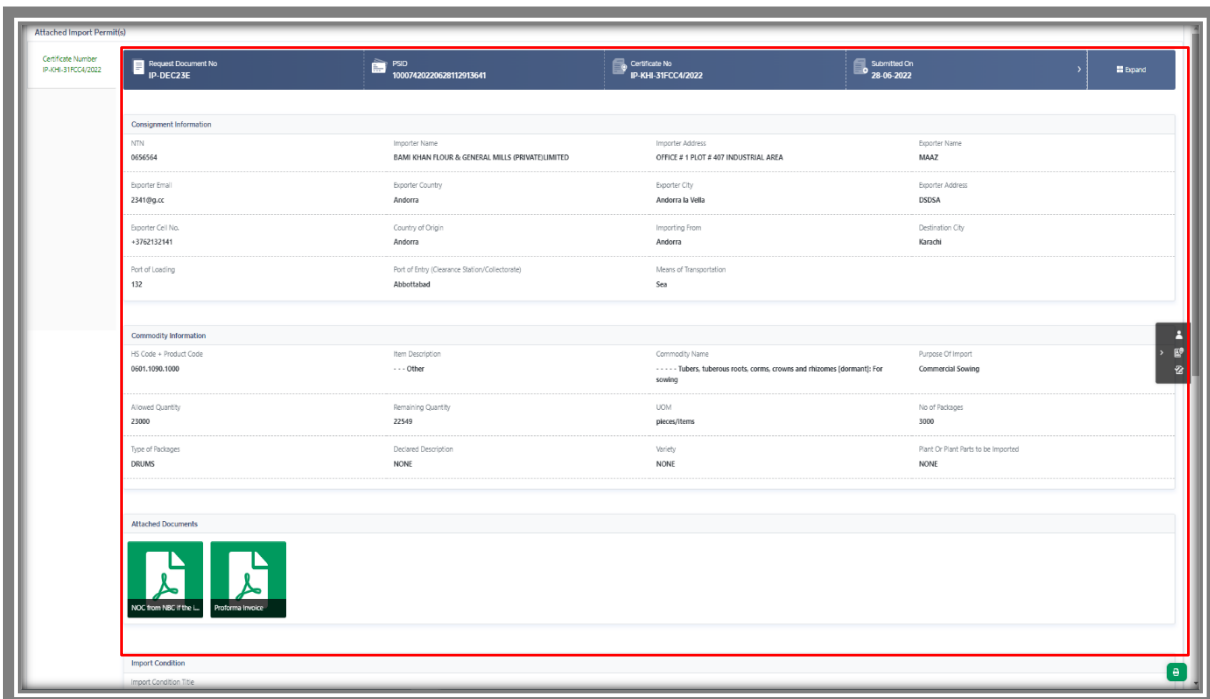 Attached Import Permit(s)
Certificate Number
IP-KHI-31FCC4/2022
Request Document No
IP-DEC23E
PSID
10007420220628112913641
Certificate No
IP-KHI-31FCC4/2022
Submitted On
28-06-2022
Expand
Consignment Information
NTN
0656564
Importer Name
BAMI KHAN FLOUR & GENERAL MILLS (PRIVATE)LIMITED
Importer Address
OFFICE # 1 PLOT # 407 INDUSTRIAL AREA
Exporter Name
MAAZ
Exporter Email
2341@g.cc
Exporter Country
Andorra
Exporter City
Andorra la Vella
Exporter Address
DSDSA
Exporter Cell No.
+3762132141
Country of Origin
Andorra
Importing From
Andorra
Destination City
Karachi
Port of Loading
132
Port of Entry (Clearance Station/Collectorate)
Abbottabad
Means of Transportation
Sea
Commodity Information
HS Code + Product Code
0601.1090.1000
Item Description
- - - Other
Commodity Name
- - - - - Tubers, tuberous roots, corms, crowns and rhizomes (dormant): For
sowing
Purpose Of Import
Commercial Sowing
Allowed Quantity
23000
Remaining Quantity
22549
UOM
pieces/items
No of Packages
3000
Type of Packages
DRUMS
Declared Description
NONE
Variety
NONE
Plant Or Plant Parts to be Imported
NONE
Attached Documents
NOC from NBC if the i...
Proforma Invoice
Import Condition
Import Condition Title